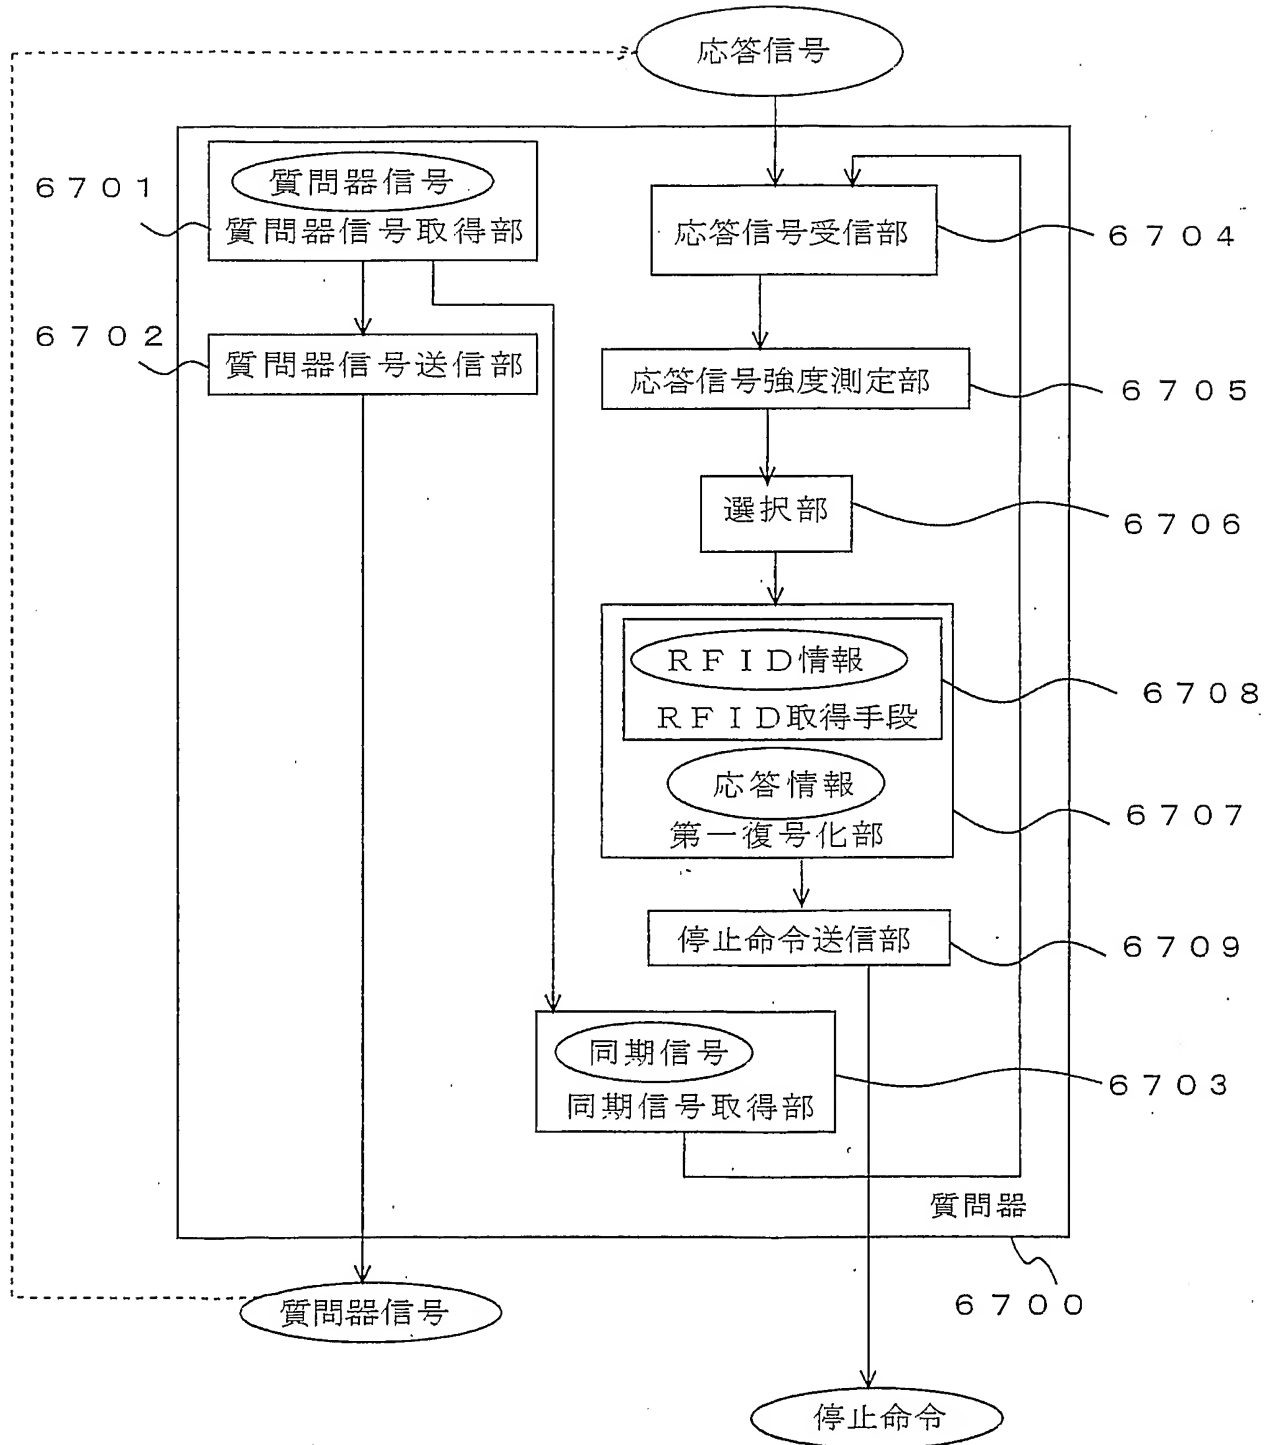 応答信号
質問器信号
質問器信号取得部
6701
応答信号受信部
6704
6702
質問器信号送信部
応答信号強度測定部
6705
選択部
6706
RFID情報
RFID取得手段
6708
応答情報
第一復号化部
6707
停止命令送信部
6709
同期信号
同期信号取得部
6703
質問器
6700
質問器信号
停止命令